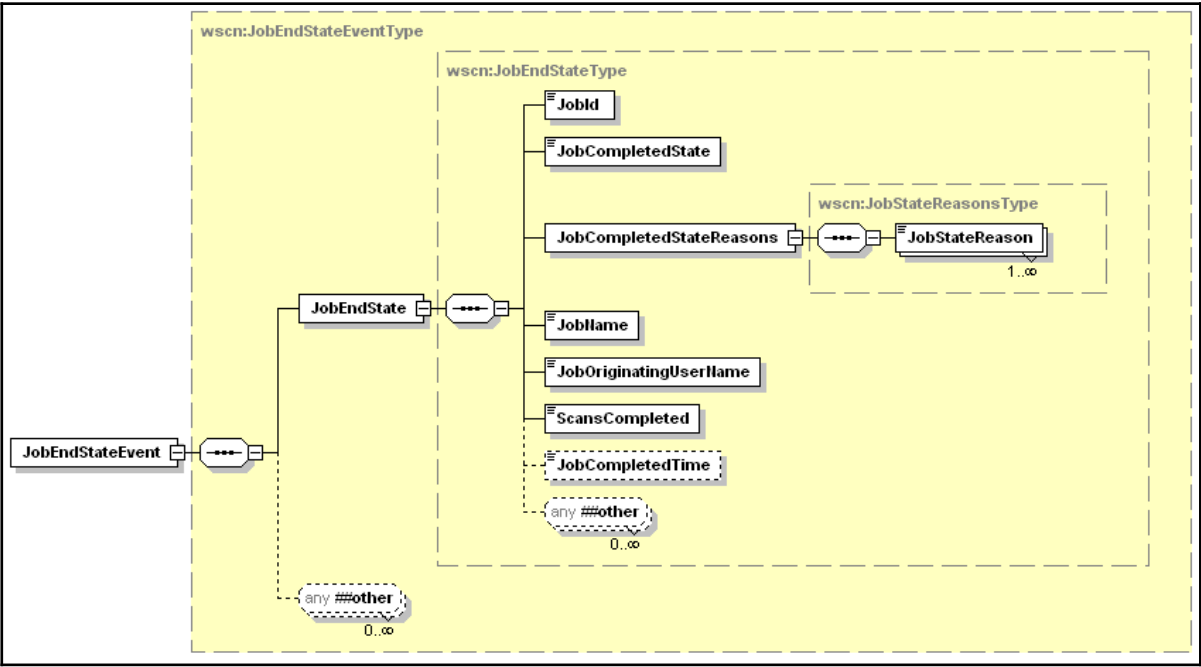 wscn:JobEndStateEventType
wscn:JobEndStateType
JobId
JobCompletedState
wscn:JobStateReasonsType
JobCompletedStateReasons
JobStateReason
1..∞
JobEndState
JobName
JobOriginatingUserName
ScansCompleted
JobEndStateEvent
JobCompletedTime
any ##other
0..∞
any ##other
0..∞